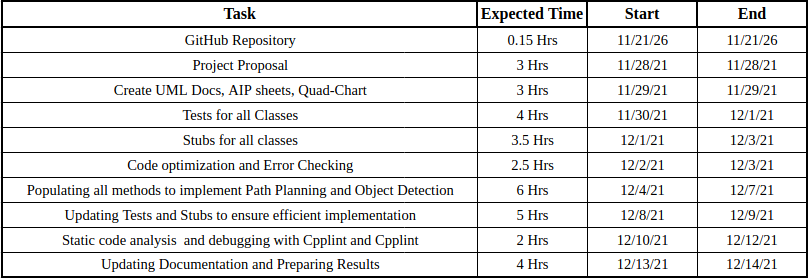 Task Expected Time Start End
GitHub Repository 0.15 Hrs 11/21/26 11/21/26
Project Proposal 3 Hrs 11/28/21 11/28/21
Create UML Docs, AIP sheets, Quad-Chart 3 Hrs 11/29/21 11/29/21
Tests for all Classes 4 Hrs 11/30/21 12/1/21
Stubs for all classes 3.5 Hrs 12/1/21 12/3/21
Code optimization and Error Checking 2.5 Hrs 12/2/21 12/3/21
Populating all methods to implement Path Planning and Object Detection 6 Hrs 12/4/21 12/7/21
Updating Tests and Stubs to ensure efficient implementation 5 Hrs 12/8/21 12/9/21
Static code analysis and debugging with Cpplint and Cpplint 2 Hrs 12/10/21 12/12/21
Updating Documentation and Preparing Results 4 Hrs 12/13/21 12/14/21